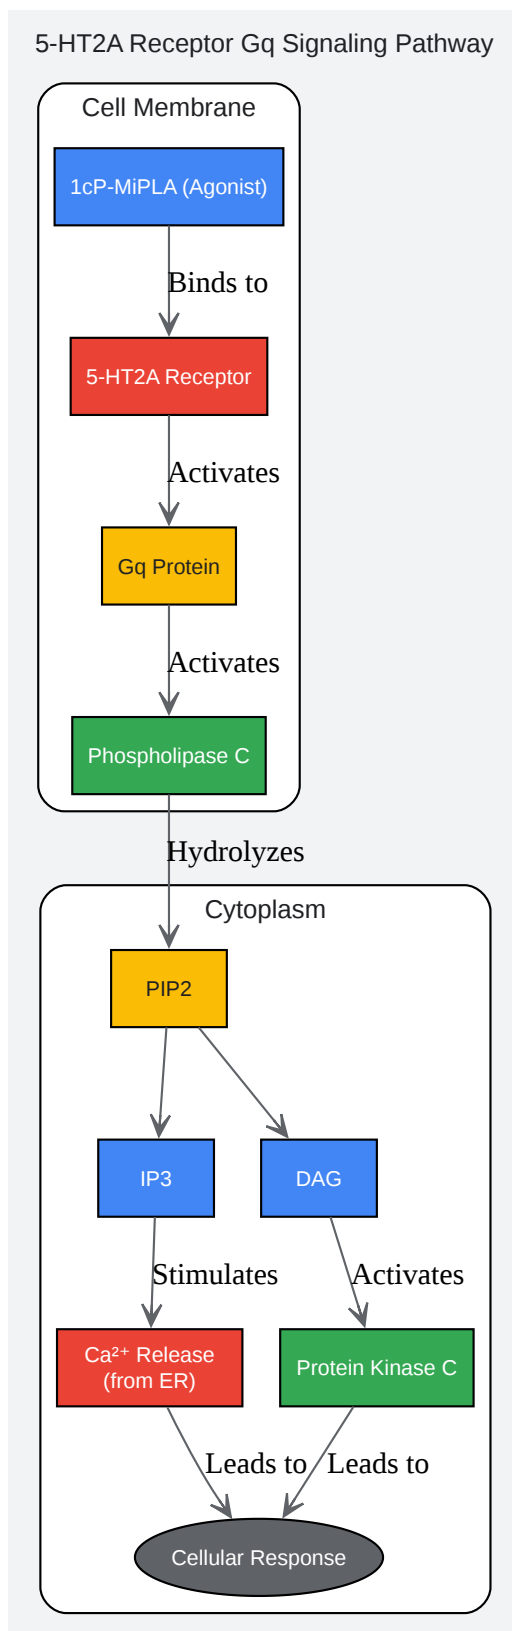 5-HT2A Receptor Gq Signaling Pathway
Cell Membrane
1cP-MiPLA (Agonist)
Binds to
5-HT2A Receptor
Activates
Gq Protein
Activates
Phospholipase C
Hydrolyzes
Cytoplasm
PIP2
IP3
DAG
Stimulates
Activates
Ca²⁺ Release
(from ER)
Protein Kinase C
Leads to
Leads to
Cellular Response